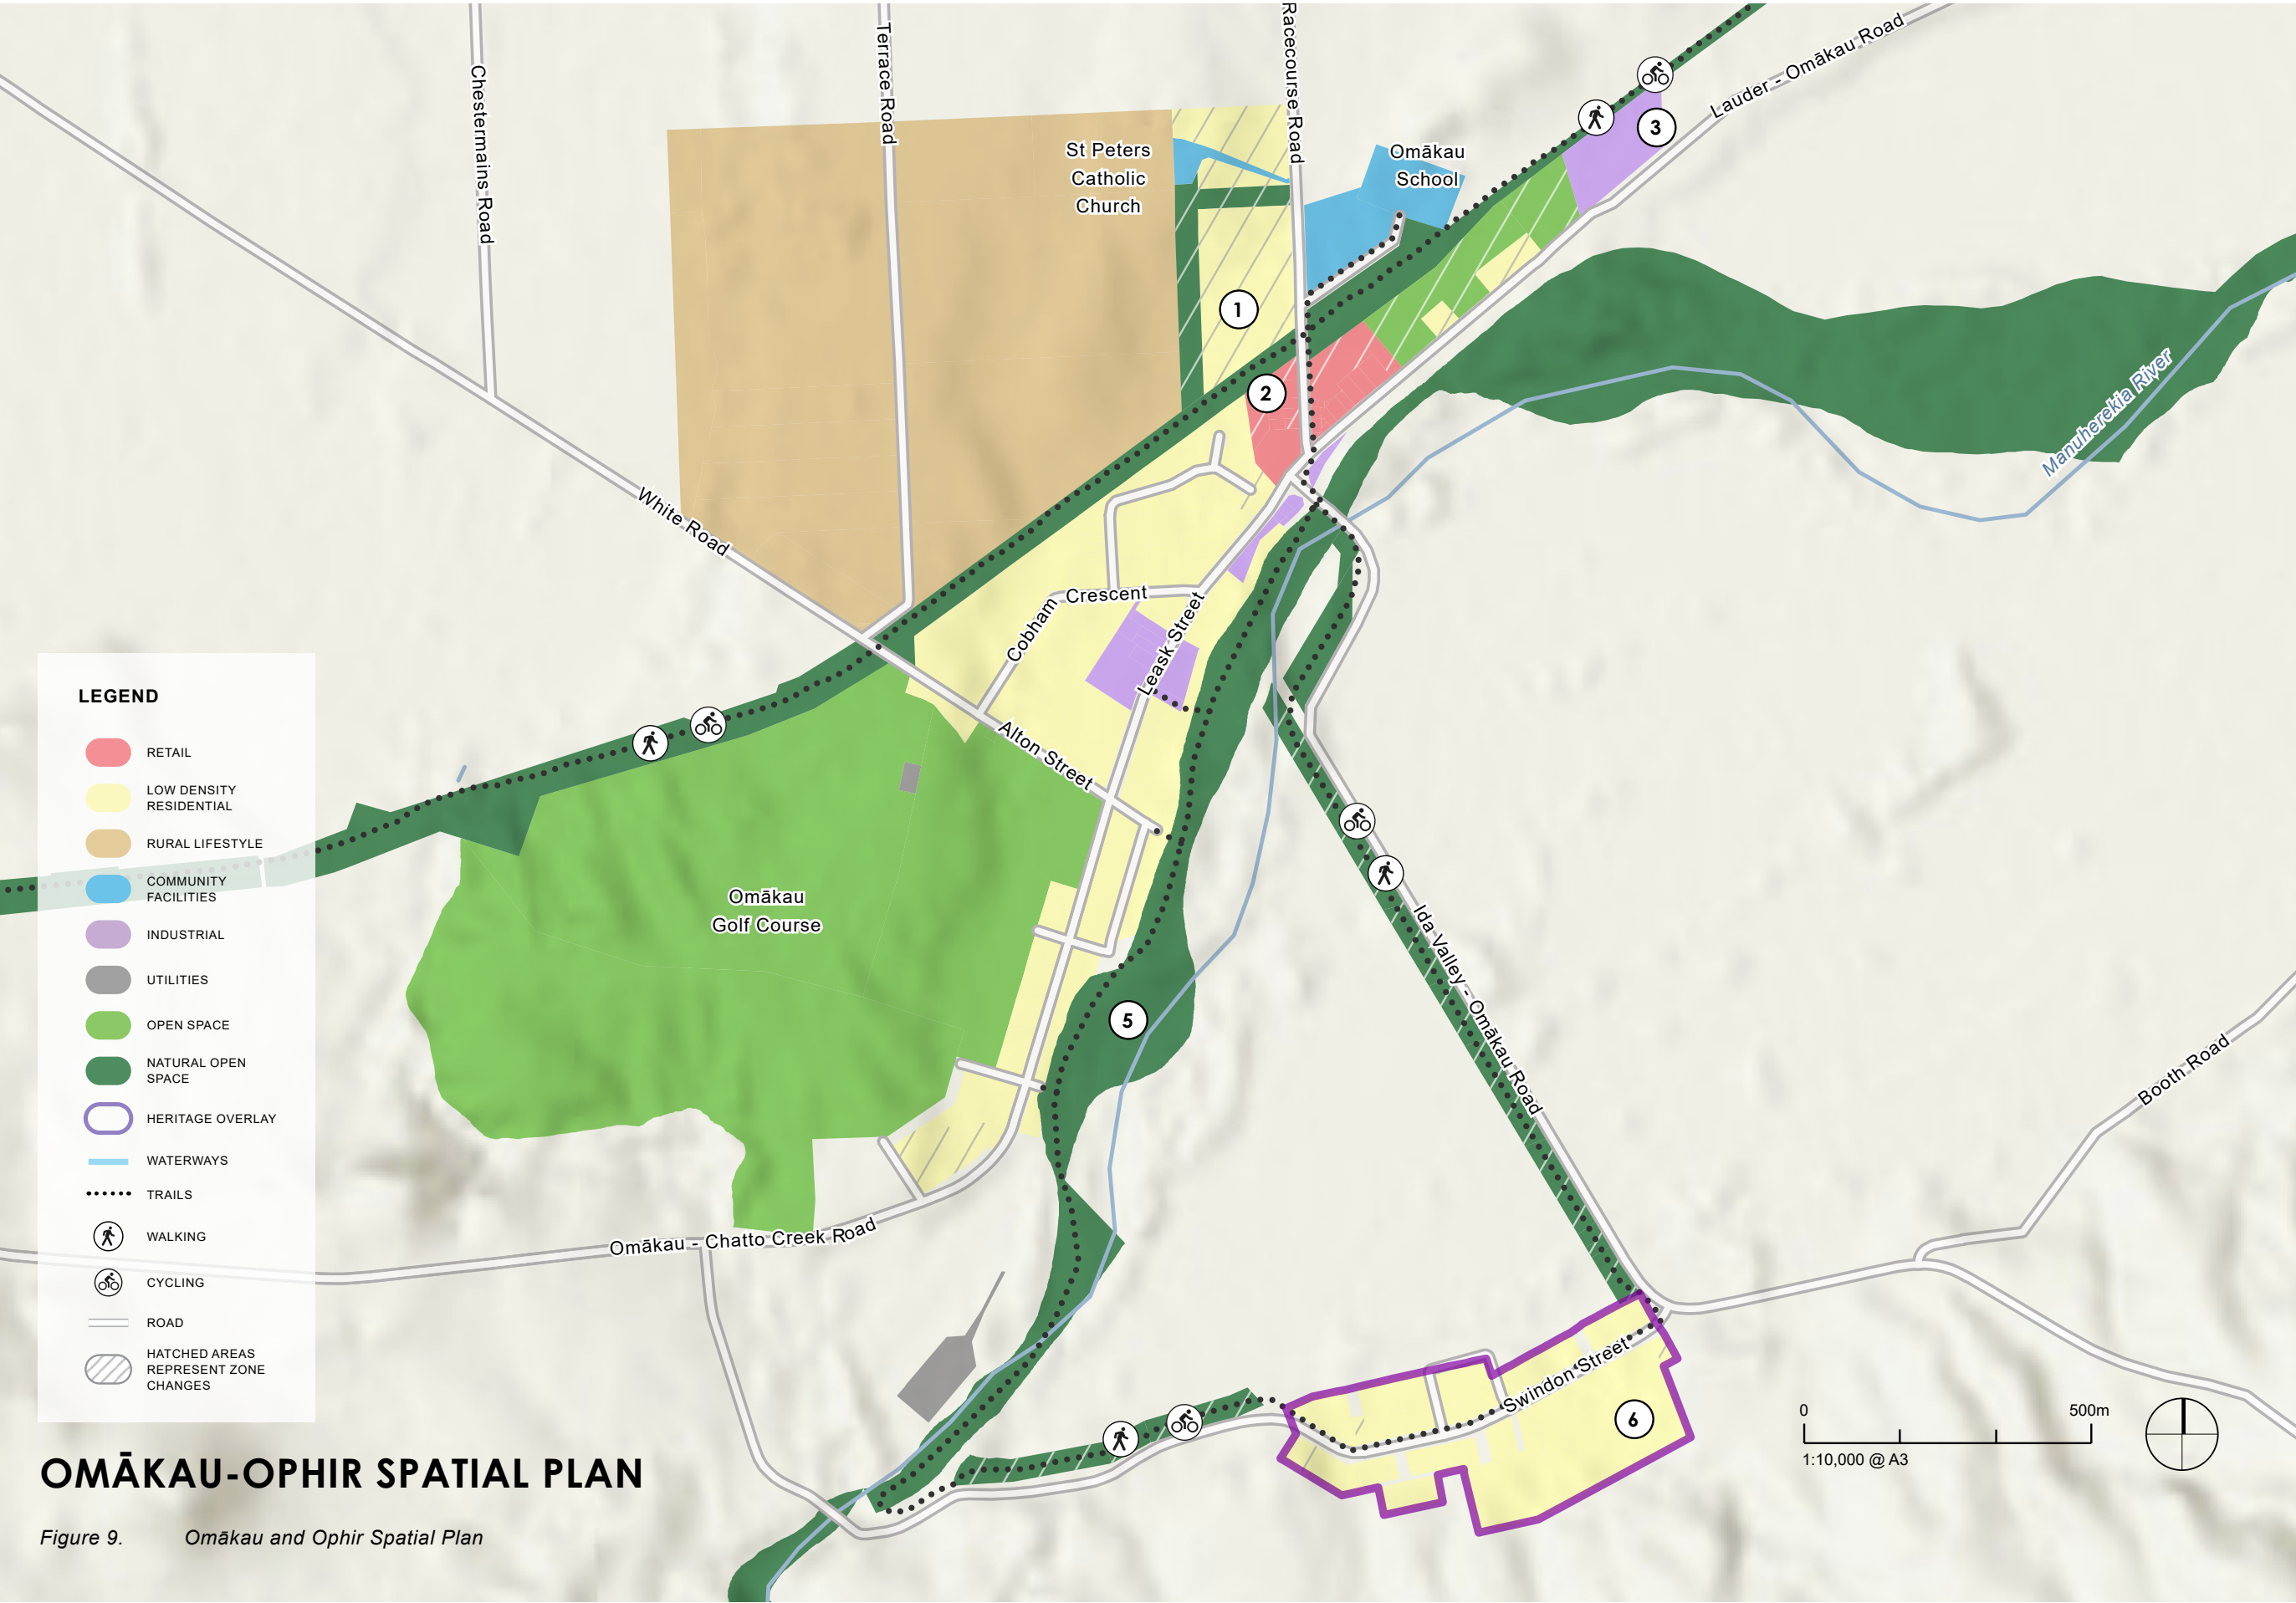 Chestermains Road
Terrace Road
Racecourse Road
Lauder - Omākau Road
St Peters
Catholic
Church
Omākau
School
3
1
2
Manuherekia River
White Road
Cobham
Crescent
Leask Street
Alton Street
Omākau
Golf Course
5
Ida Valley - Omākau Road
Booth Road
Omākau - Chatto Creek Road
Swindon Street
6
LEGEND
RETAIL
LOW DENSITY
RESIDENTIAL
RURAL LIFESTYLE
COMMUNITY
FACILITIES
INDUSTRIAL
UTILITIES
OPEN SPACE
NATURAL OPEN
SPACE
HERITAGE OVERLAY
WATERWAYS
TRAILS
WALKING
CYCLING
ROAD
HATCHED AREAS
REPRESENT ZONE
CHANGES
0 500m
1:10,000 @ A3
OMĀKAU-OPHIR SPATIAL PLAN
Figure 9. Omākau and Ophir Spatial Plan